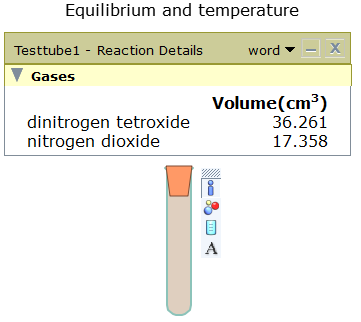 Equilibrium and temperature
Testtube1 - Reaction Details word
Gases
Volume(cm³)
dinitrogen tetroxide 36.261
nitrogen dioxide 17.358
A